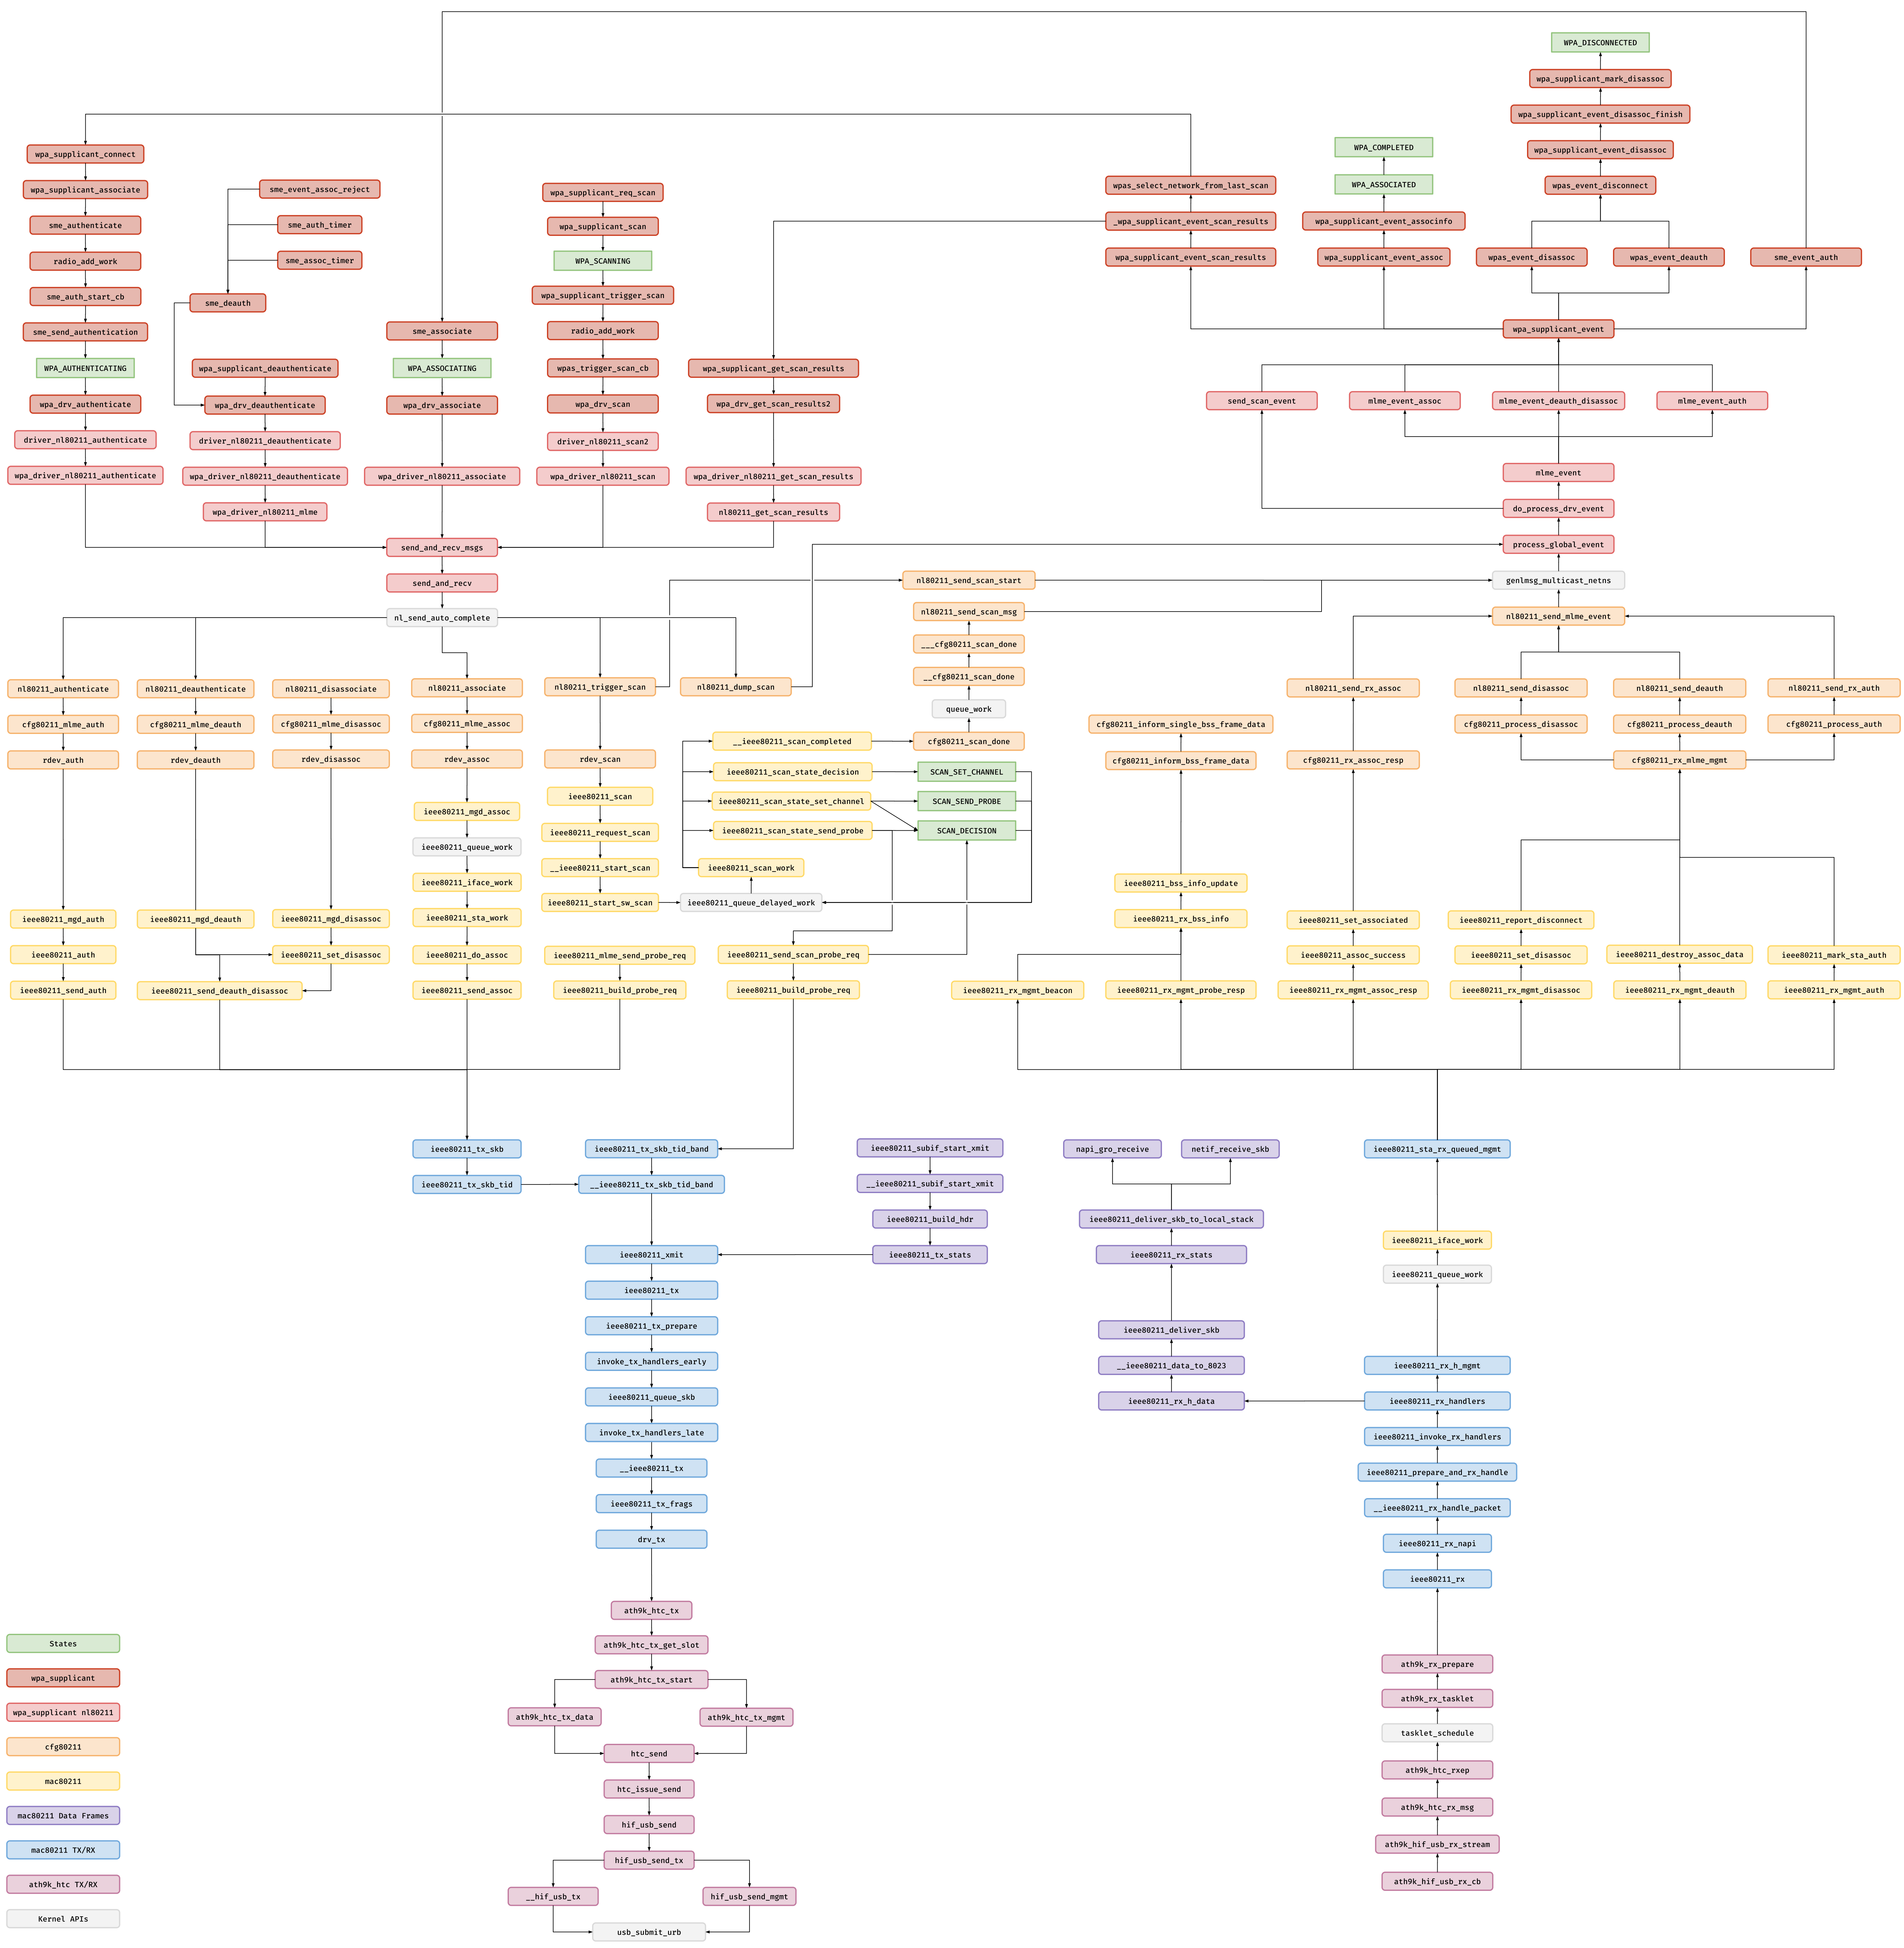 WPA_DISCONNECTED
wpa_supplicant_mark_disassoc
wpa_supplicant_event_disassoc_finish
wpa_supplicant_event_disassoc
wpas_event_disconnect
WPA_COMPLETED
WPA_ASSOCIATED
wpa_supplicant_event_associnfo
wpa_supplicant_event_assoc
wpas_event_disassoc
wpas_event_deauth
sme_event_auth
wpas_select_network_from_last_scan
_wpa_supplicant_event_scan_results
wpa_supplicant_event_scan_results
wpa_supplicant_connect
wpa_supplicant_associate
sme_authenticate
radio_add_work
sme_auth_start_cb
sme_send_authentication
WPA_AUTHENTICATING
wpa_drv_authenticate
driver_nl80211_authenticate
wpa_driver_nl80211_authenticate
sme_event_assoc_reject
sme_auth_timer
sme_assoc_timer
sme_deauth
wpa_supplicant_deauthenticate
wpa_drv_deauthenticate
driver_nl80211_deauthenticate
wpa_driver_nl80211_deauthenticate
wpa_driver_nl80211_mlme
sme_associate
WPA_ASSOCIATING
wpa_drv_associate
wpa_driver_nl80211_associate
wpa_supplicant_req_scan
wpa_supplicant_scan
WPA_SCANNING
wpa_supplicant_trigger_scan
radio_add_work
wpas_trigger_scan_cb
wpa_drv_scan
driver_nl80211_scan2
wpa_driver_nl80211_scan
wpa_supplicant_get_scan_results
wpa_drv_get_scan_results2
wpa_driver_nl80211_get_scan_results
nl80211_get_scan_results
send_and_recv_msgs
send_and_recv
nl_send_auto_complete
wpa_supplicant_event
send_scan_event
mlme_event_assoc
mlme_event_deauth_disassoc
mlme_event_auth
mlme_event
do_process_drv_event
process_global_event
genlmsg_multicast_netns
nl80211_send_mlme_event
nl80211_send_scan_start
nl80211_send_scan_msg
___cfg80211_scan_done
__cfg80211_scan_done
queue_work
cfg80211_scan_done
nl80211_authenticate
cfg80211_mlme_auth
rdev_auth
nl80211_deauthenticate
cfg80211_mlme_deauth
rdev_deauth
nl80211_disassociate
cfg80211_mlme_disassoc
rdev_disassoc
nl80211_associate
cfg80211_mlme_assoc
rdev_assoc
nl80211_trigger_scan
rdev_scan
nl80211_dump_scan
ieee80211_mgd_assoc
ieee80211_queue_work
ieee80211_iface_work
ieee80211_sta_work
ieee80211_do_assoc
ieee80211_send_assoc
ieee80211_scan
ieee80211_request_scan
__ieee80211_start_scan
ieee80211_start_sw_scan
__ieee80211_scan_completed
ieee80211_scan_state_decision
ieee80211_scan_state_set_channel
ieee80211_scan_state_send_probe
ieee80211_scan_work
ieee80211_queue_delayed_work
SCAN_SET_CHANNEL
SCAN_SEND_PROBE
SCAN_DECISION
ieee80211_mgd_auth
ieee80211_auth
ieee80211_send_auth
ieee80211_mgd_deauth
ieee80211_mgd_disassoc
ieee80211_set_disassoc
ieee80211_send_deauth_disassoc
ieee80211_mlme_send_probe_req
ieee80211_build_probe_req
ieee80211_send_scan_probe_req
ieee80211_build_probe_req
cfg80211_inform_single_bss_frame_data
cfg80211_inform_bss_frame_data
ieee80211_bss_info_update
ieee80211_rx_bss_info
ieee80211_rx_mgmt_beacon
ieee80211_rx_mgmt_probe_resp
nl80211_send_rx_assoc
cfg80211_rx_assoc_resp
ieee80211_set_associated
ieee80211_assoc_success
ieee80211_rx_mgmt_assoc_resp
nl80211_send_disassoc
nl80211_send_deauth
nl80211_send_rx_auth
cfg80211_process_disassoc
cfg80211_process_deauth
cfg80211_process_auth
cfg80211_rx_mlme_mgmt
ieee80211_report_disconnect
ieee80211_set_disassoc
ieee80211_rx_mgmt_disassoc
ieee80211_destroy_assoc_data
ieee80211_rx_mgmt_deauth
ieee80211_mark_sta_auth
ieee80211_rx_mgmt_auth
ieee80211_tx_skb
ieee80211_tx_skb_tid
ieee80211_tx_skb_tid_band
__ieee80211_tx_skb_tid_band
ieee80211_subif_start_xmit
__ieee80211_subif_start_xmit
ieee80211_build_hdr
ieee80211_tx_stats
ieee80211_xmit
ieee80211_tx
ieee80211_tx_prepare
invoke_tx_handlers_early
ieee80211_queue_skb
invoke_tx_handlers_late
__ieee80211_tx
ieee80211_tx_frags
drv_tx
ath9k_htc_tx
ath9k_htc_tx_get_slot
ath9k_htc_tx_start
ath9k_htc_tx_data
ath9k_htc_tx_mgmt
htc_send
htc_issue_send
hif_usb_send
hif_usb_send_tx
__hif_usb_tx
hif_usb_send_mgmt
usb_submit_urb
napi_gro_receive
netif_receive_skb
ieee80211_deliver_skb_to_local_stack
ieee80211_rx_stats
ieee80211_deliver_skb
__ieee80211_data_to_8023
ieee80211_rx_h_data
ieee80211_sta_rx_queued_mgmt
ieee80211_iface_work
ieee80211_queue_work
ieee80211_rx_h_mgmt
ieee80211_rx_handlers
ieee80211_invoke_rx_handlers
ieee80211_prepare_and_rx_handle
__ieee80211_rx_handle_packet
ieee80211_rx_napi
ieee80211_rx
ath9k_rx_prepare
ath9k_rx_tasklet
tasklet_schedule
ath9k_htc_rxep
ath9k_htc_rx_msg
ath9k_hif_usb_rx_stream
ath9k_hif_usb_rx_cb
States
wpa_supplicant
wpa_supplicant nl80211
cfg80211
mac80211
mac80211 Data Frames
mac80211 TX/RX
ath9k_htc TX/RX
Kernel APIs